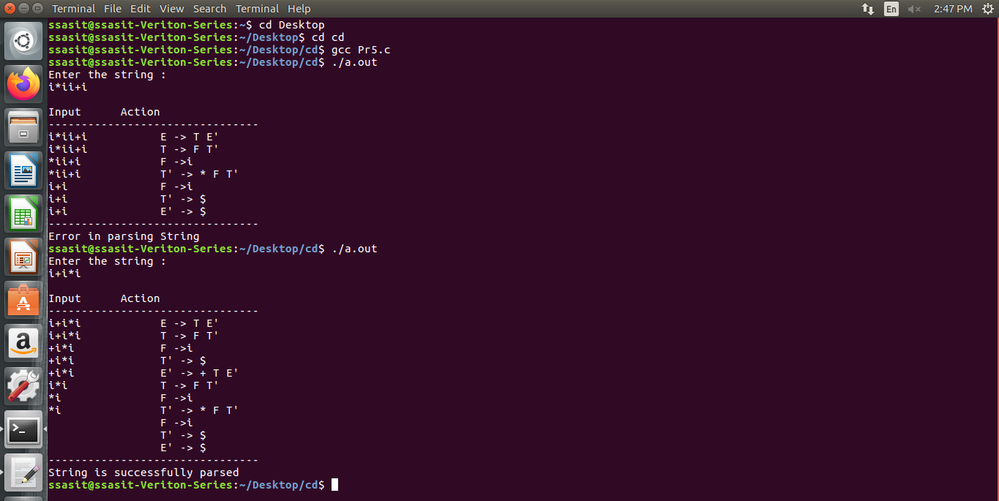 Terminal File Edit View Search Terminal Help En 2:47 PM
ssasit@ssasit-Veriton-Series:~$ cd Desktop
ssasit@ssasit-Veriton-Series:~/Desktop$ cd cd
ssasit@ssasit-Veriton-Series:~/Desktop/cd$ gcc Pr5.c
ssasit@ssasit-Veriton-Series:~/Desktop/cd$ ./a.out
Enter the string :
i*ii+i
Input Action
--------------------------------
i*ii+i E -> T E'
i*ii+i T -> F T'
*ii+i F ->i
*ii+i T' -> * F T'
i+i F ->i
i+i T' -> $
i+i E' -> $
--------------------------------
Error in parsing String
ssasit@ssasit-Veriton-Series:~/Desktop/cd$ ./a.out
Enter the string :
i+i*i
Input Action
--------------------------------
i+i*i E -> T E'
i+i*i T -> F T'
+i*i F ->i
+i*i T' -> $
+i*i E' -> + T E'
i*i T -> F T'
*i F ->i
*i T' -> * F T'
F ->i
T' -> $
E' -> $
--------------------------------
String is successfully parsed
ssasit@ssasit-Veriton-Series:~/Desktop/cd$